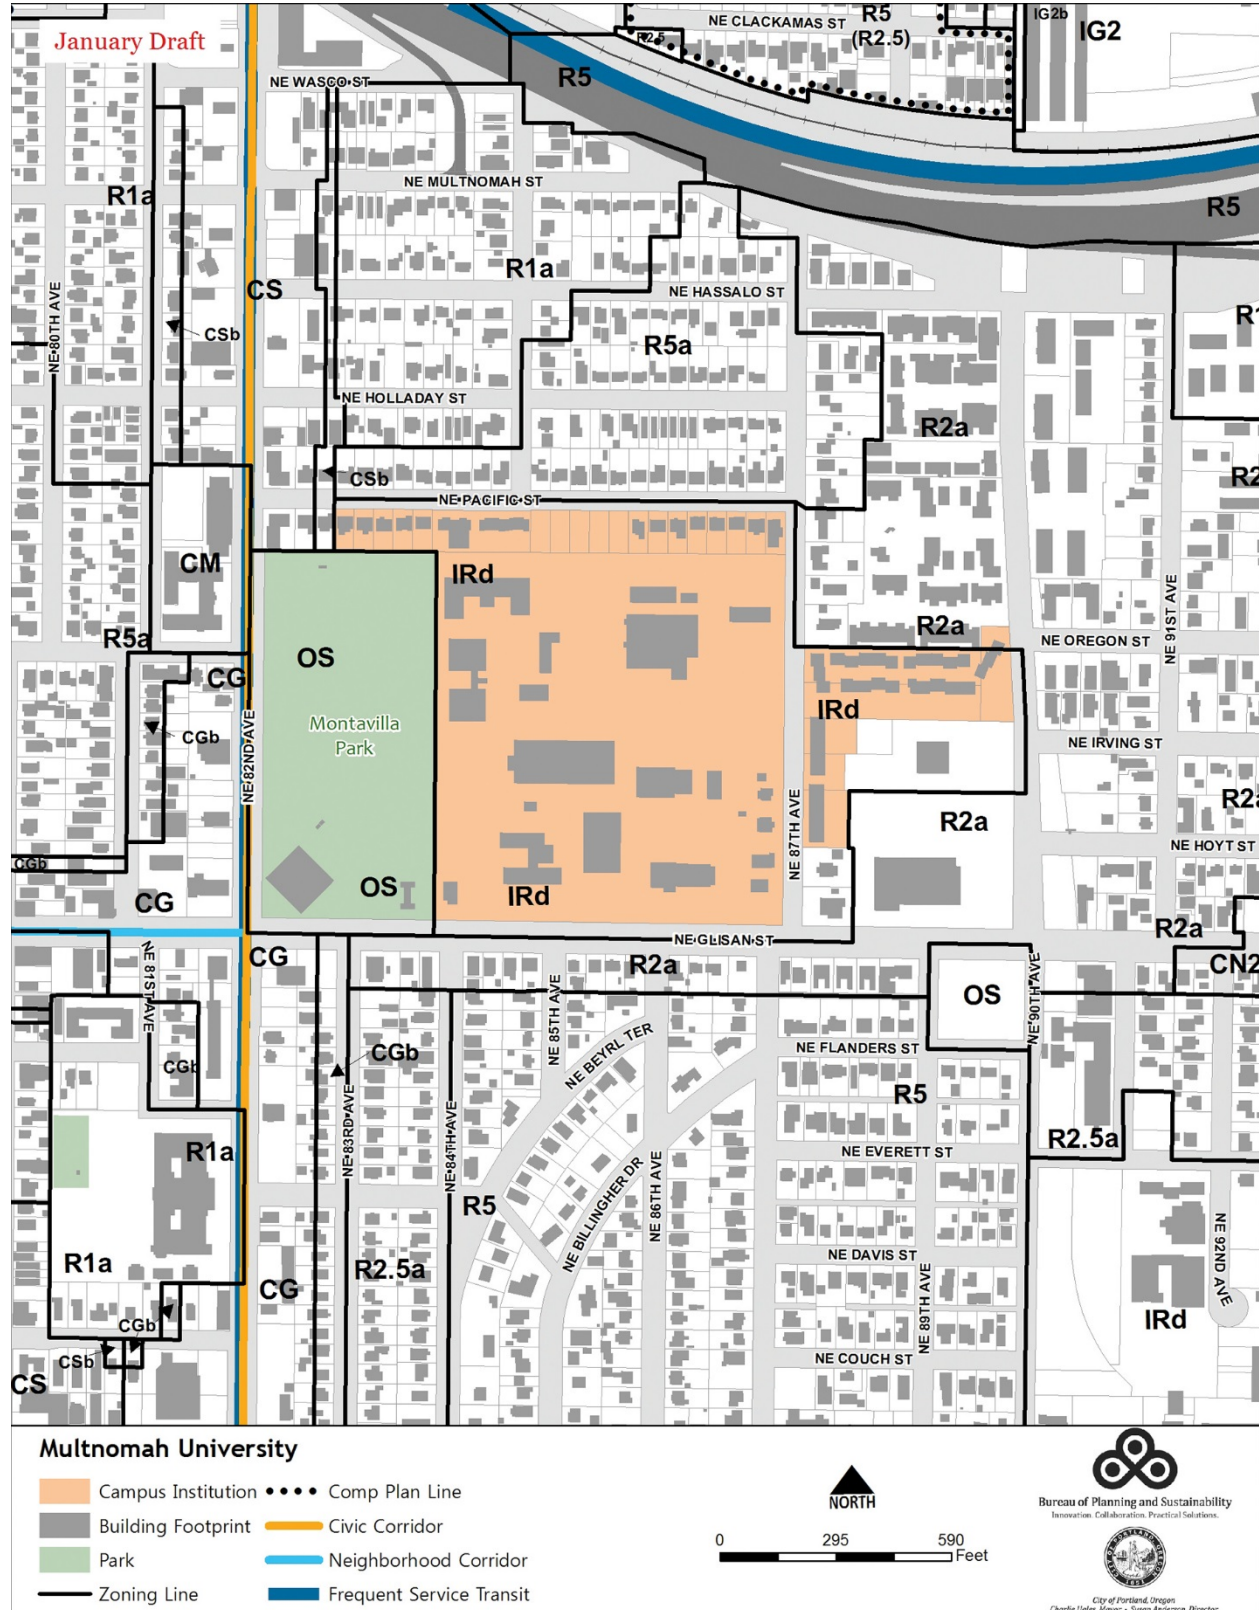 January Draft
NE CLACKAMAS ST
R5
(R2.5)
R2.5
IG2b
IG2
R5
NE WASCO ST
NE MULTNOMAH ST
R1a
R5
R1a
CS
NE HASSALO ST
NE 80TH AVE
CSb
R5a
R1
NE HOLLADAY ST
R2a
CSb
R2
NE PACIFIC ST
CM
IRd
R2a
NE OREGON ST
NE 91ST AVE
R5a
OS
CG
IRd
Montavilla
Park
CGb
NE 82ND AVE
NE IRVING ST
R2a
NE 87TH AVE
R2a
NE HOYT ST
CGb
OS
IRd
CG
NE GLISAN ST
R2a
CG
R2a
CN2
NE 81ST AVE
OS
NE 90TH AVE
NE 85TH AVE
NE BEYRL TER
NE FLANDERS ST
CGb
CGb
R5
NE 83RD AVE
NE 84TH AVE
R1a
R2.5a
NE EVERETT ST
NE BILLINGHER DR
NE 86TH AVE
R5
NE 92ND AVE
R1a
R2.5a
NE DAVIS ST
CG
NE 89TH AVE
IRd
CGb
CSb
NE COUCH ST
CS
Multnomah University
Campus Institution
Comp Plan Line
Building Footprint
Civic Corridor
Park
Neighborhood Corridor
Zoning Line
Frequent Service Transit
NORTH
0 295 590
Feet
Bureau of Planning and Sustainability
Innovation. Collaboration. Practical Solutions.
City of Portland, Oregon
Charlie Hales, Mayor • Susan Anderson, Director